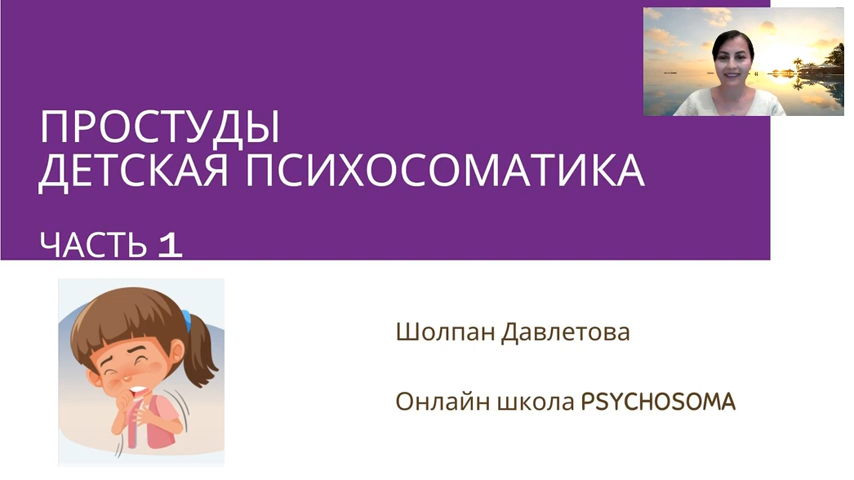 ПРОСТУДЫ
ДЕТСКАЯ ПСИХОСОМАТИКА
ЧАСТЬ 1
Шолпан Давлетова
Онлайн школа PSYCHOSOMA